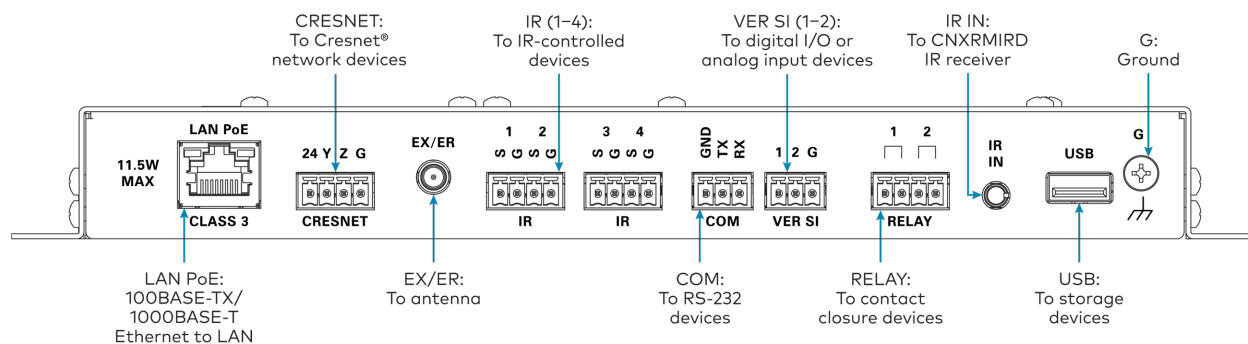 CRESNET:
To Cresnet®
network devices
IR (1–4):
To IR-controlled
devices
VER SI (1–2):
To digital I/O or
analog input devices
IR IN:
To CNXRMIRD
IR receiver
G:
Ground
LAN PoE
11.5W
MAX
CLASS 3
24 Y Z G
CRESNET
EX/ER
1 2
S G S G
IR
3 4
S G S G
IR
GND TX RX
COM
1 2 G
VER SI
1 2
RELAY
IR
IN
USB
G
LAN PoE:
100BASE-TX/
1000BASE-T
Ethernet to LAN
EX/ER:
To antenna
COM:
To RS-232
devices
RELAY:
To contact
closure devices
USB:
To storage
devices